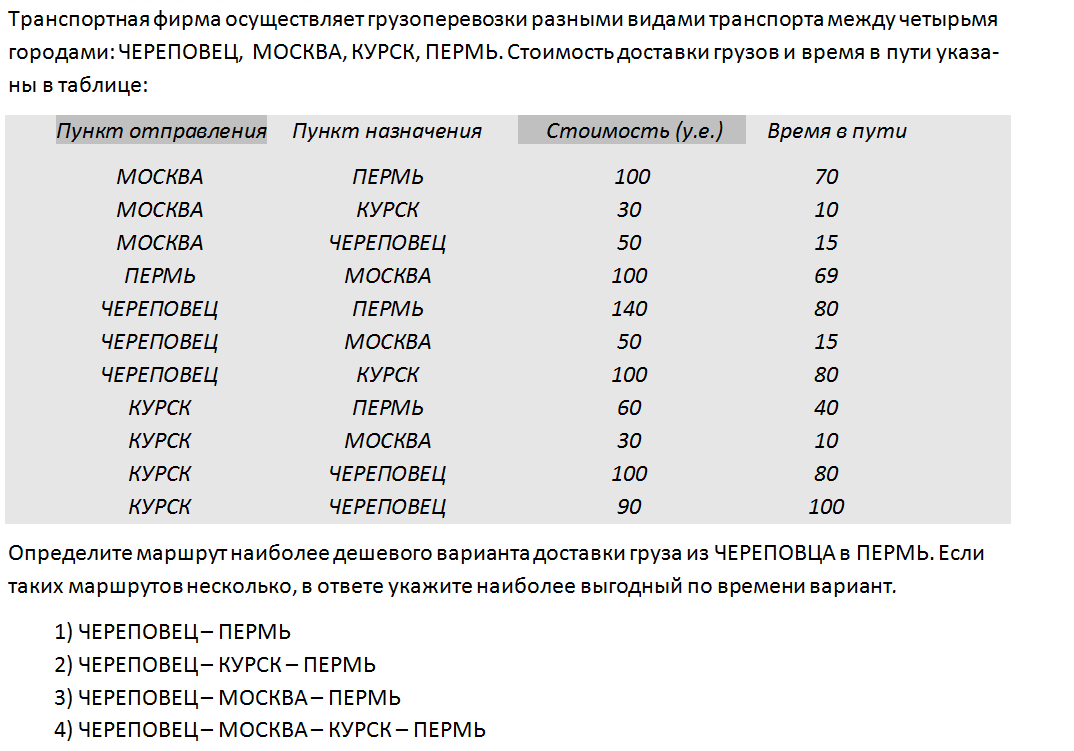 Транспортная фирма осуществляет грузоперевозки разными видами транспорта между четырьмя
городами: ЧЕРЕПОВЕЦ, МОСКВА, КУРСК, ПЕРМЬ. Стоимость доставки грузов и время в пути указа-
ны в таблице:
Пункт отправления Пункт назначения Стоимость (у.е.) Время в пути
МОСКВА ПЕРМЬ 100 70
МОСКВА КУРСК 30 10
МОСКВА ЧЕРЕПОВЕЦ 50 15
ПЕРМЬ МОСКВА 100 69
ЧЕРЕПОВЕЦ ПЕРМЬ 140 80
ЧЕРЕПОВЕЦ МОСКВА 50 15
ЧЕРЕПОВЕЦ КУРСК 100 80
КУРСК ПЕРМЬ 60 40
КУРСК МОСКВА 30 10
КУРСК ЧЕРЕПОВЕЦ 100 80
КУРСК ЧЕРЕПОВЕЦ 90 100
Определите маршрут наиболее дешевого варианта доставки груза из ЧЕРЕПОВЦА в ПЕРМЬ. Если
таких маршрутов несколько, в ответе укажите наиболее выгодный по времени вариант.
1) ЧЕРЕПОВЕЦ – ПЕРМЬ
2) ЧЕРЕПОВЕЦ – КУРСК – ПЕРМЬ
3) ЧЕРЕПОВЕЦ – МОСКВА – ПЕРМЬ
4) ЧЕРЕПОВЕЦ – МОСКВА – КУРСК – ПЕРМЬ